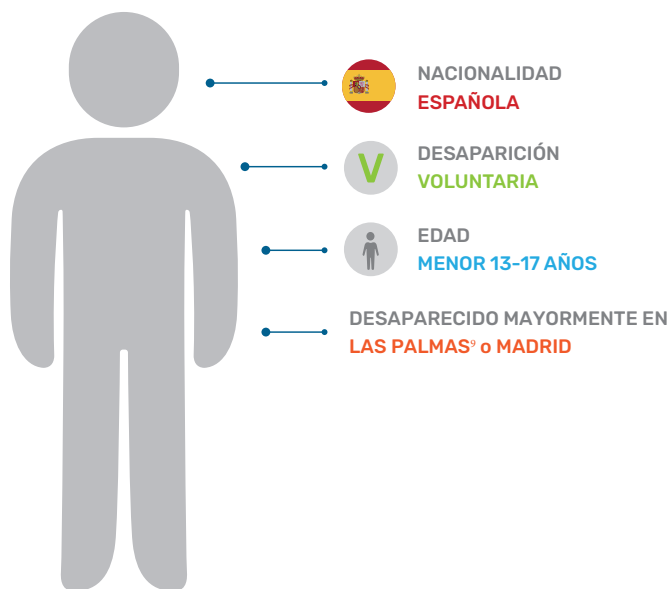 NACIONALIDAD
ESPAÑOLA
DESAPARICIÓN
V
VOLUNTARIA
EDAD
MENOR 13-17 AÑOS
DESAPARECIDO MAYORMENTE EN
LAS PALMAS⁹ o MADRID